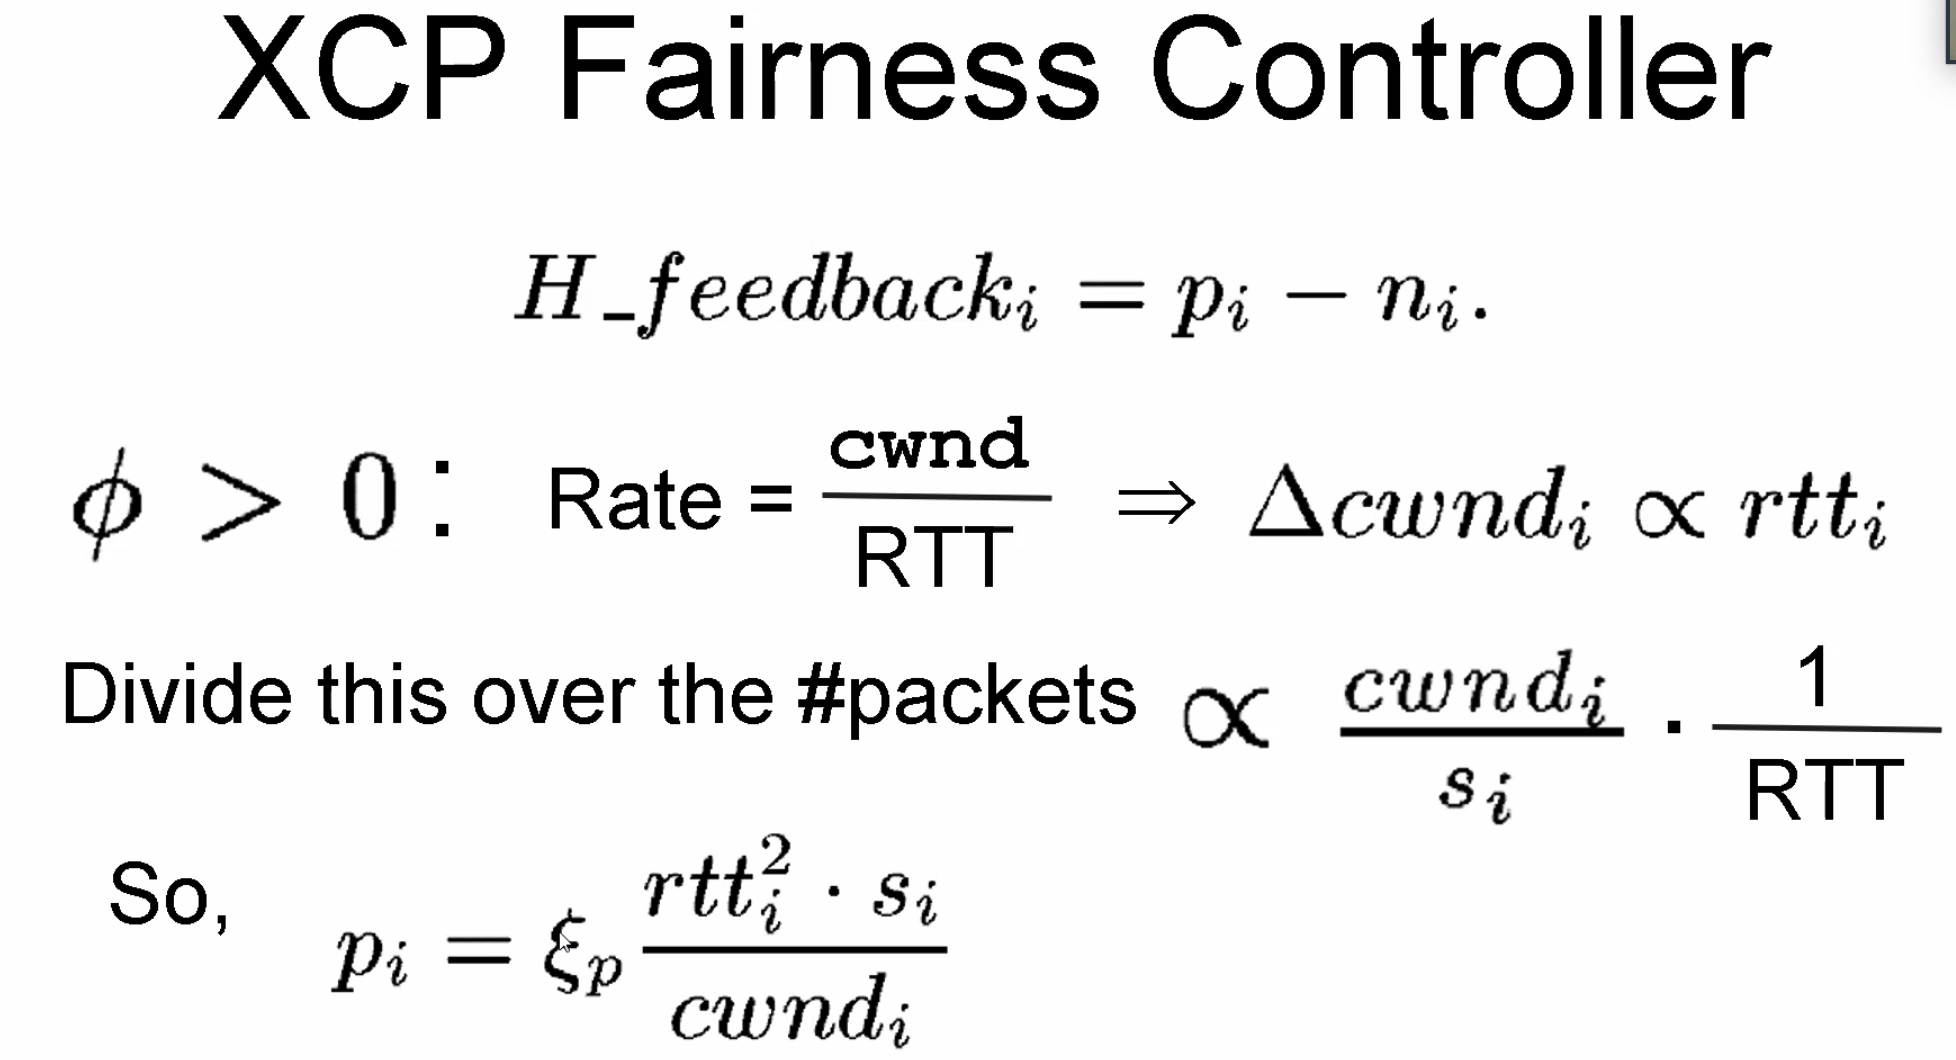 XCP Fairness Controller
H_feedback_i = p_i − n_i.
ϕ > 0 : Rate = cwnd / RTT ⇒ Δcwnd_i ∝ rtt_i
Divide this over the #packets ∝ cwnd_i / s_i · 1 / RTT
So, p_i = ξ_p rtt_i^2 · s_i / cwnd_i